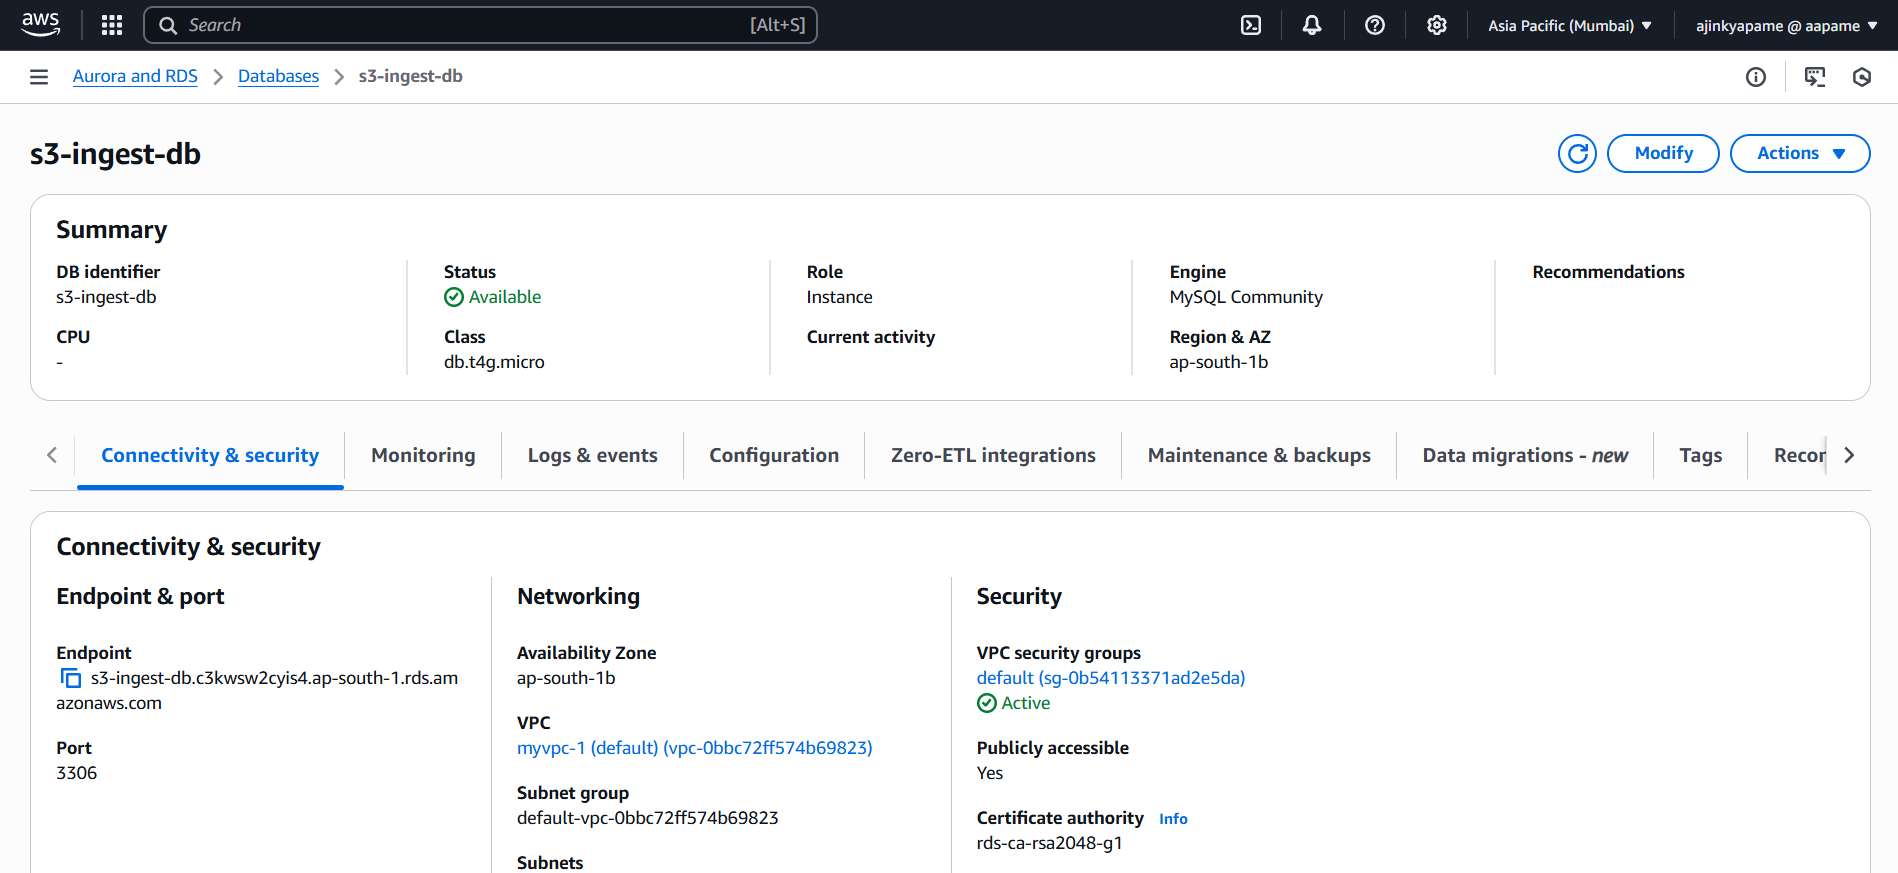 aws Search [Alt+S] Asia Pacific (Mumbai) ajinkyapame @ aapame
Aurora and RDS Databases s3-ingest-db
s3-ingest-db
Modify Actions
Summary
DB identifier Status Role Engine Recommendations
s3-ingest-db Available Instance MySQL Community
CPU Class Current activity Region & AZ
- db.t4g.micro ap-south-1b
Connectivity & security Monitoring Logs & events Configuration Zero-ETL integrations Maintenance & backups Data migrations - new Tags
Connectivity & security
Endpoint & port
Endpoint
s3-ingest-db.c3kwsw2cyis4.ap-south-1.rds.am
azonaws.com
Port
3306
Networking
Availability Zone
ap-south-1b
VPC
myvpc-1 (default) (vpc-0bbc72ff574b69823)
Subnet group
default-vpc-0bbc72ff574b69823
Subnets
Security
VPC security groups
default (sg-0b54113371ad2e5da)
Active
Publicly accessible
Yes
Certificate authority Info
rds-ca-rsa2048-g1